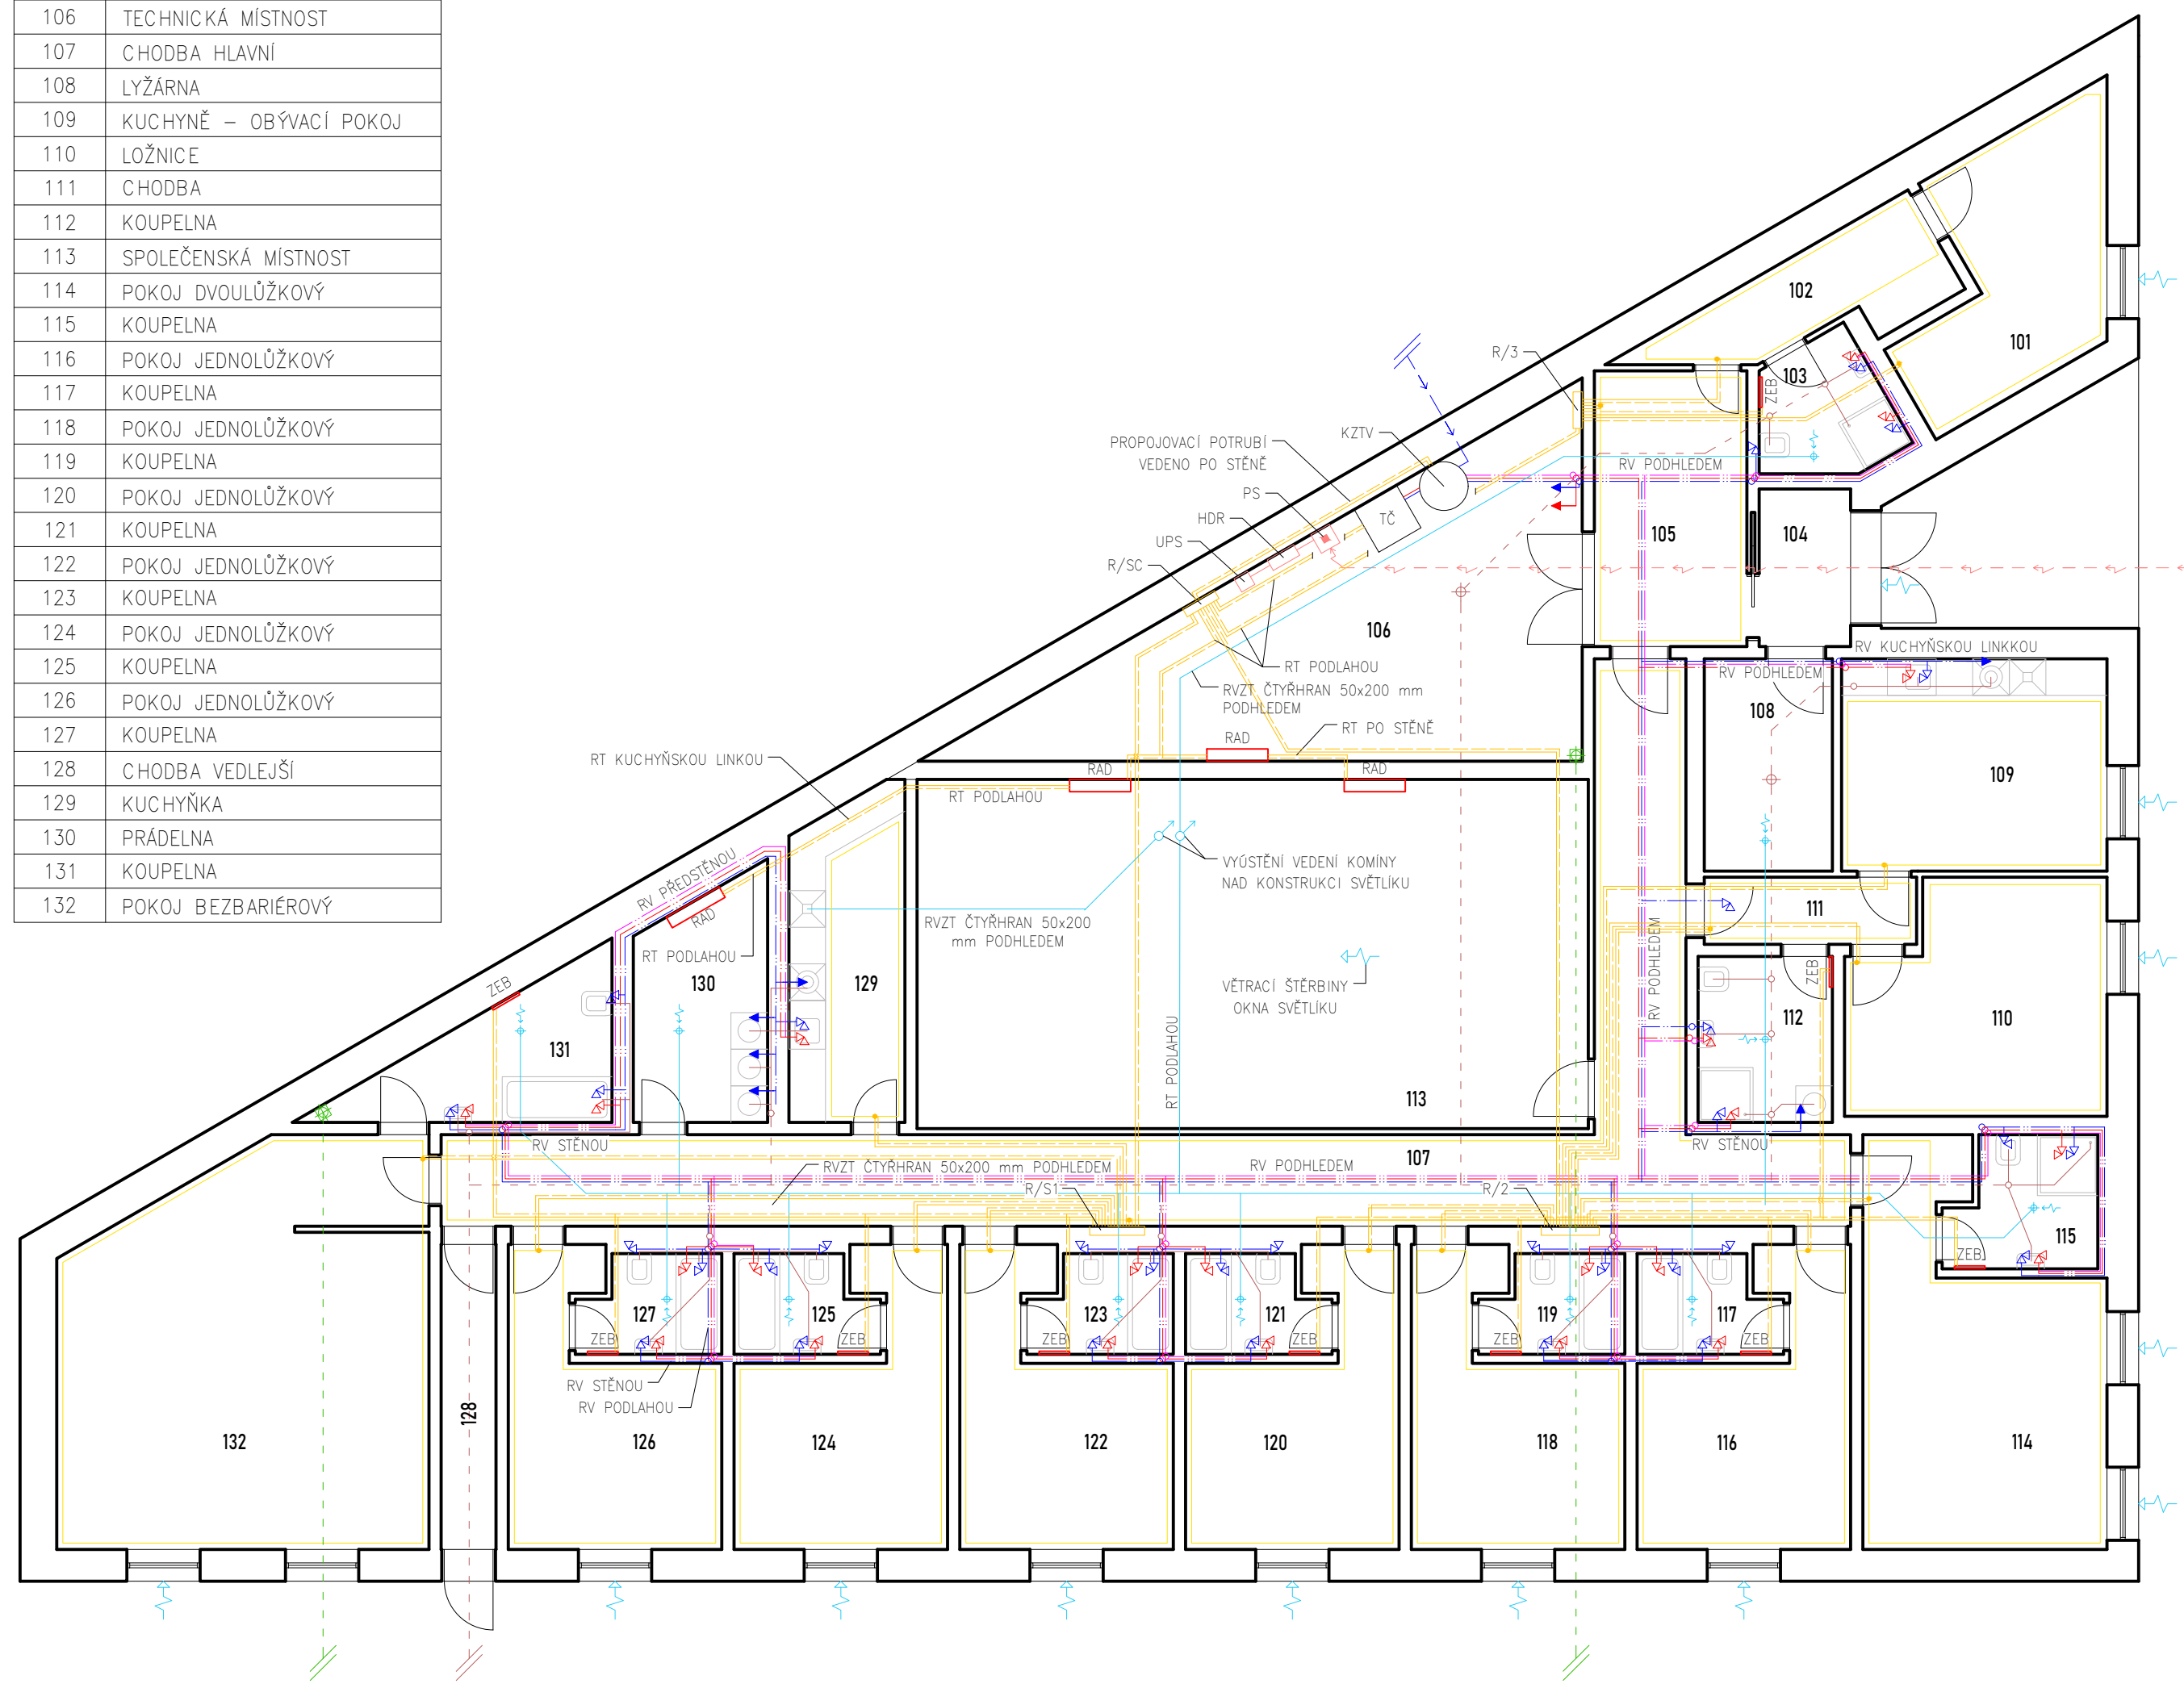 106 TECHNICKÁ MÍSTNOST
107 CHODBA HLAVNÍ
108 LYŽÁRNA
109 KUCHYNĚ – OBÝVACÍ POKOJ
110 LOŽNICE
111 CHODBA
112 KOUPELNA
113 SPOLEČENSKÁ MÍSTNOST
114 POKOJ DVOULŮŽKOVÝ
115 KOUPELNA
116 POKOJ JEDNOLŮŽKOVÝ
117 KOUPELNA
118 POKOJ JEDNOLŮŽKOVÝ
119 KOUPELNA
120 POKOJ JEDNOLŮŽKOVÝ
121 KOUPELNA
122 POKOJ JEDNOLŮŽKOVÝ
123 KOUPELNA
124 POKOJ JEDNOLŮŽKOVÝ
125 KOUPELNA
126 POKOJ JEDNOLŮŽKOVÝ
127 KOUPELNA
128 CHODBA VEDLEJŠÍ
129 KUCHYŇKA
130 PRÁDELNA
131 KOUPELNA
132 POKOJ BEZBARIÉROVÝ
102
101
R/3
103
ZEB
KZTV
PROPOJOVACÍ POTRUBÍ
VEDENO PO STĚNĚ
RV PODHLEDEM
PS
HDR
TČ
UPS
R/SC
105
104
106
RT PODLAHOU
RVZT ČTYŘHRAN 50x200 mm
PODHLEDEM
RV KUCHYŇSKOU LINKKOU
RV PODHLEDEM
108
RT PO STĚNĚ
RAD
RT KUCHYŇSKOU LINKOU
RAD
RAD
RT PODLAHOU
109
VYÚSTĚNÍ VEDENÍ KOMÍNY
NAD KONSTRUKCI SVĚTLÍKU
RV PŘEDSTĚNOU
RAD
RVZT ČTYŘHRAN 50x200
mm PODHLEDEM
111
RT PODLAHOU
130
129
VĚTRACÍ ŠTĚRBINY
OKNA SVĚTLÍKU
RV PODHLEDEM
ZEB
ZEB
112
110
131
RT PODLAHOU
113
RV STĚNOU
RVZT ČTYŘHRAN 50x200 mm PODHLEDEM
RV PODHLEDEM
107
RV STĚNOU
R/S1
R/2
115
ZEB
127
125
123
121
119
117
ZEB
ZEB
ZEB
ZEB
ZEB
ZEB
RV STĚNOU
RV PODLAHOU
132
128
126
124
122
120
118
116
114